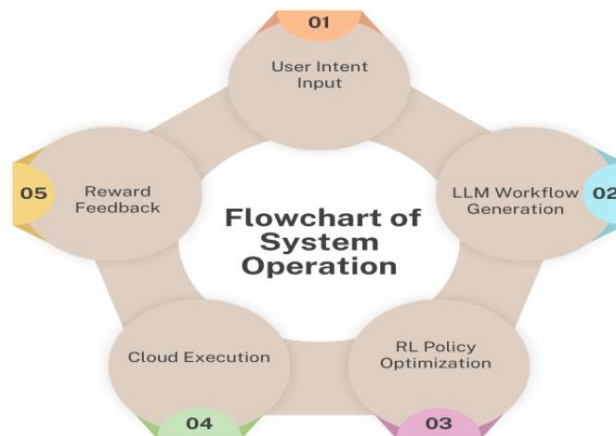 01
User Intent
Input
02
LLM Workflow
Generation
03
RL Policy
Optimization
04
Cloud Execution
05
Reward
Feedback
Flowchart of
System
Operation